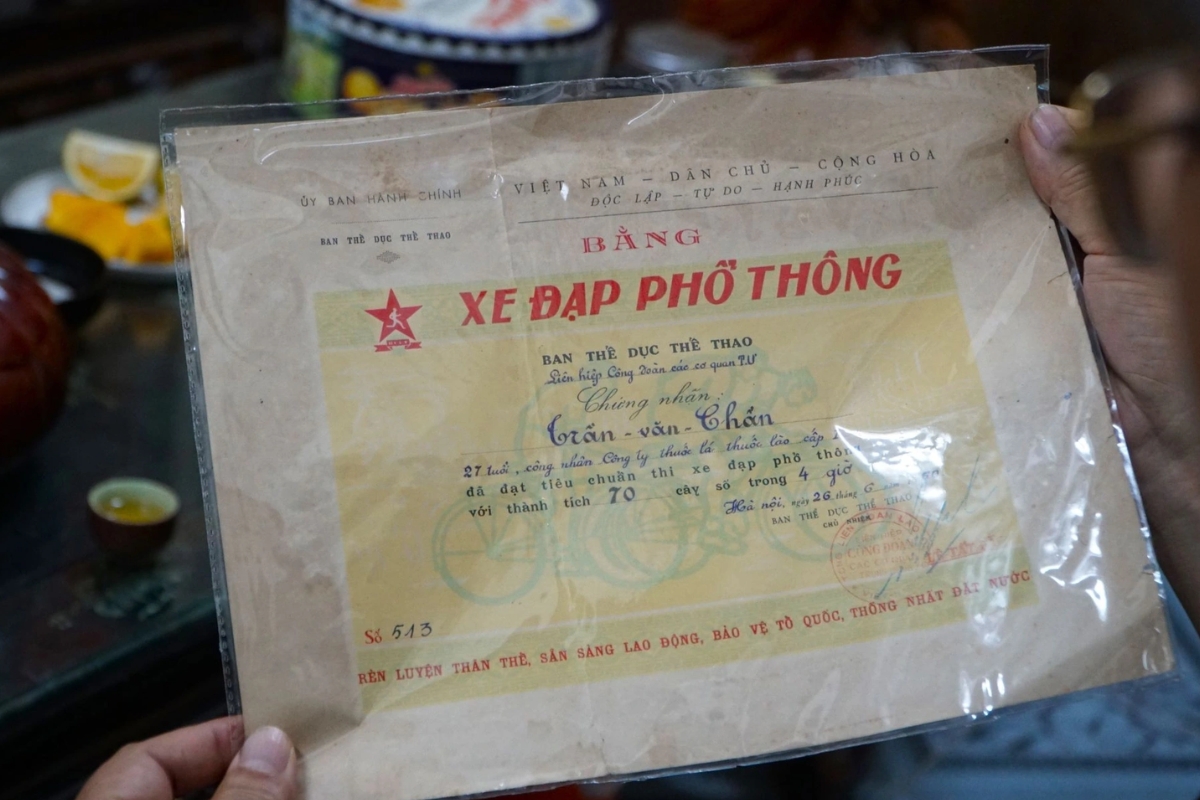 ỦY BAN HÀNH CHÍNH
VIỆT NAM – DÂN CHỦ – CỘNG HÒA
ĐỘC LẬP – TỰ DO – HẠNH PHÚC
BAN THỂ DỤC THỂ THAO
BẰNG
XE ĐẠP PHỔ THÔNG
BAN THỂ DỤC THỂ THAO
Liên hiệp Công Đoàn các cơ quan T.Ư
Chứng nhận :
Trần - văn - Chẩn
27 tuổi, công nhân Công ty thuốc lá thuốc lào cấp
đã đạt tiêu chuẩn thi xe đạp phổ thông
với thành tích 70 cây số trong 4 giờ
Hà nội, ngày 26 tháng 6
BAN THỂ DỤC THỂ THAO
CHỦ NHIỆM
CÔNG ĐOÀN
Số 513
RÈN LUYỆN THÂN THỂ, SẴN SÀNG LAO ĐỘNG, BẢO VỆ TỔ QUỐC, THỐNG NHẤT ĐẤT NƯỚC